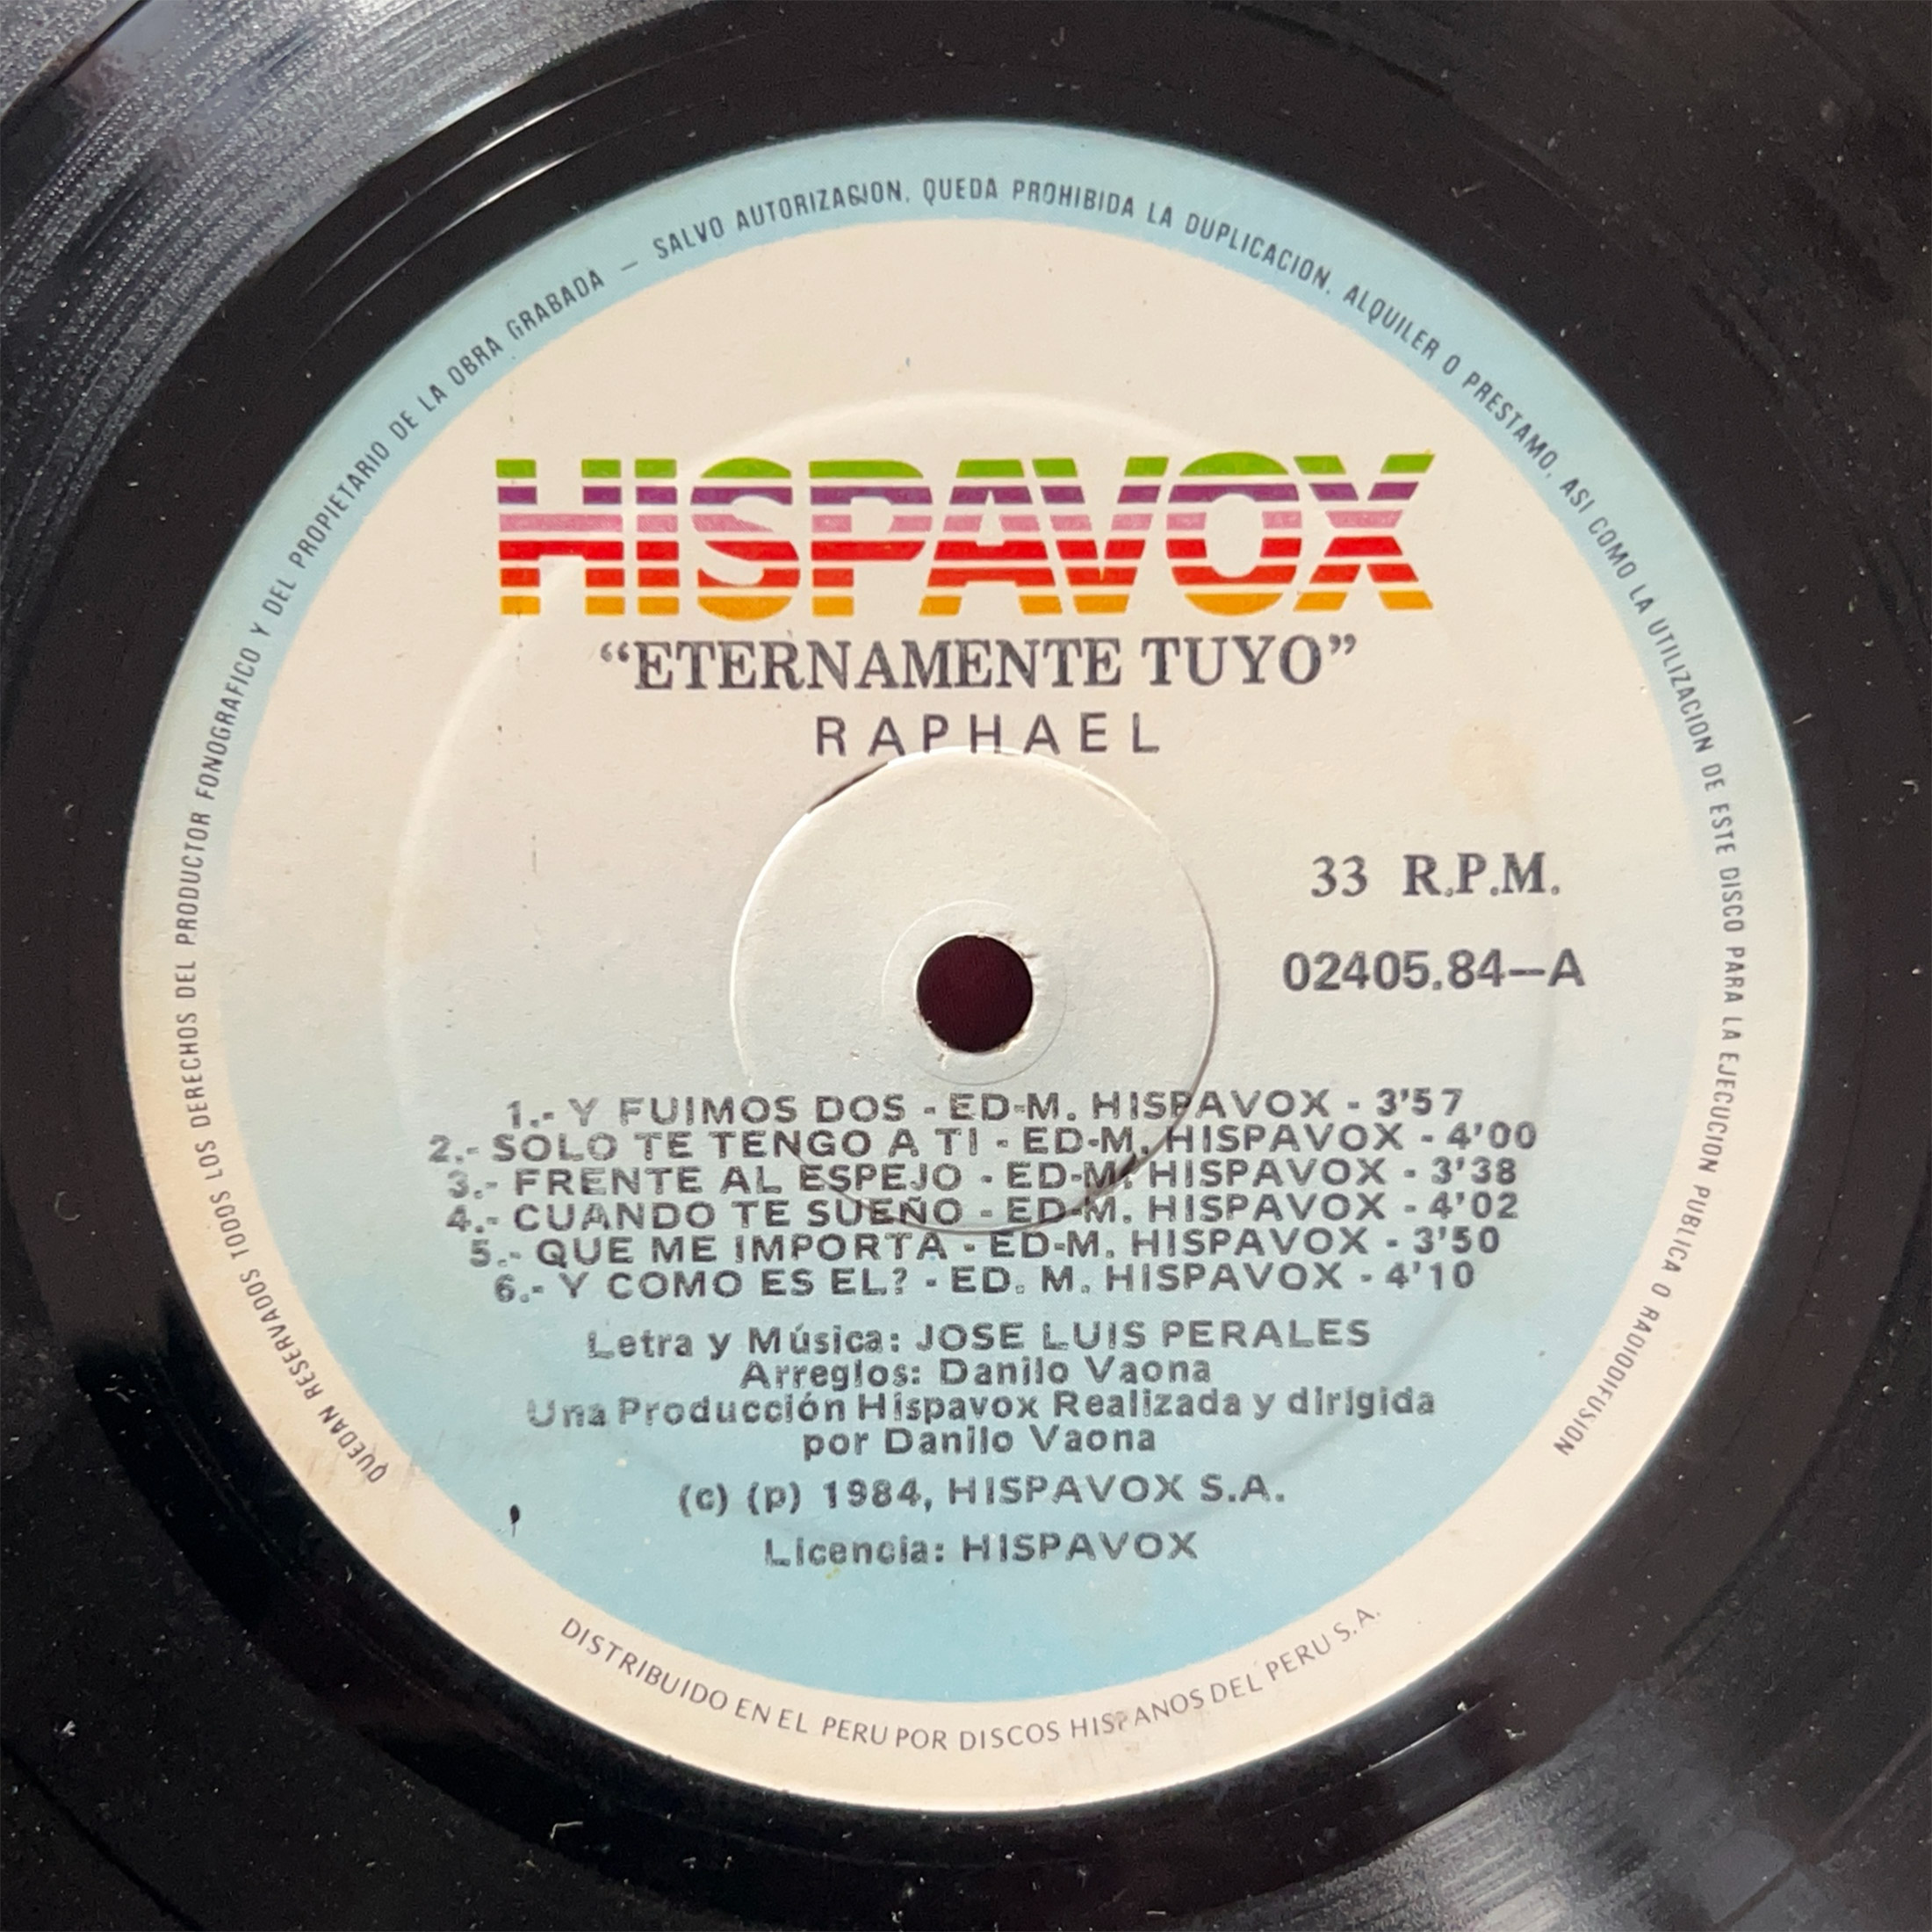 QUEDAN RESERVADOS TODOS LOS DERECHOS DEL PRODUCTOR FONOGRAFICO Y DEL PROPIETARIO DE LA OBRA GRABADA — SALVO AUTORIZACION, QUEDA PROHIBIDA LA DUPLICACION, ALQUILER O PRESTAMO, ASI COMO LA UTILIZACION DE ESTE DISCO PARA LA EJECUCION PUBLICA O RADIODIFUSION
HISPAVOX
“ETERNAMENTE TUYO”
RAPHAEL
33 R.P.M.
02405.84—A
1.- Y FUIMOS DOS - ED-M. HISPAVOX - 3'57
2.- SOLO TE TENGO A TI - ED-M. HISPAVOX - 4'00
3.- FRENTE AL ESPEJO - ED-M. HISPAVOX - 3'38
4.- CUANDO TE SUEÑO - ED-M. HISPAVOX - 4'02
5.- QUE ME IMPORTA - ED-M. HISPAVOX - 3'50
6.- Y COMO ES EL? - ED. M. HISPAVOX - 4'10
Letra y Música: JOSE LUIS PERALES
Arreglos: Danilo Vaona
Una Producción Hispavox Realizada y dirigida
por Danilo Vaona
(c) (p) 1984, HISPAVOX S.A.
Licencia: HISPAVOX
DISTRIBUIDO EN EL PERU POR DISCOS HISPANOS DEL PERU S.A.